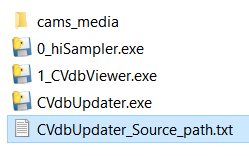 cams_media
0_hiSampler.exe
1_CVdbViewer.exe
CVdbUpdater.exe
CVdbUpdater_Source_path.txt